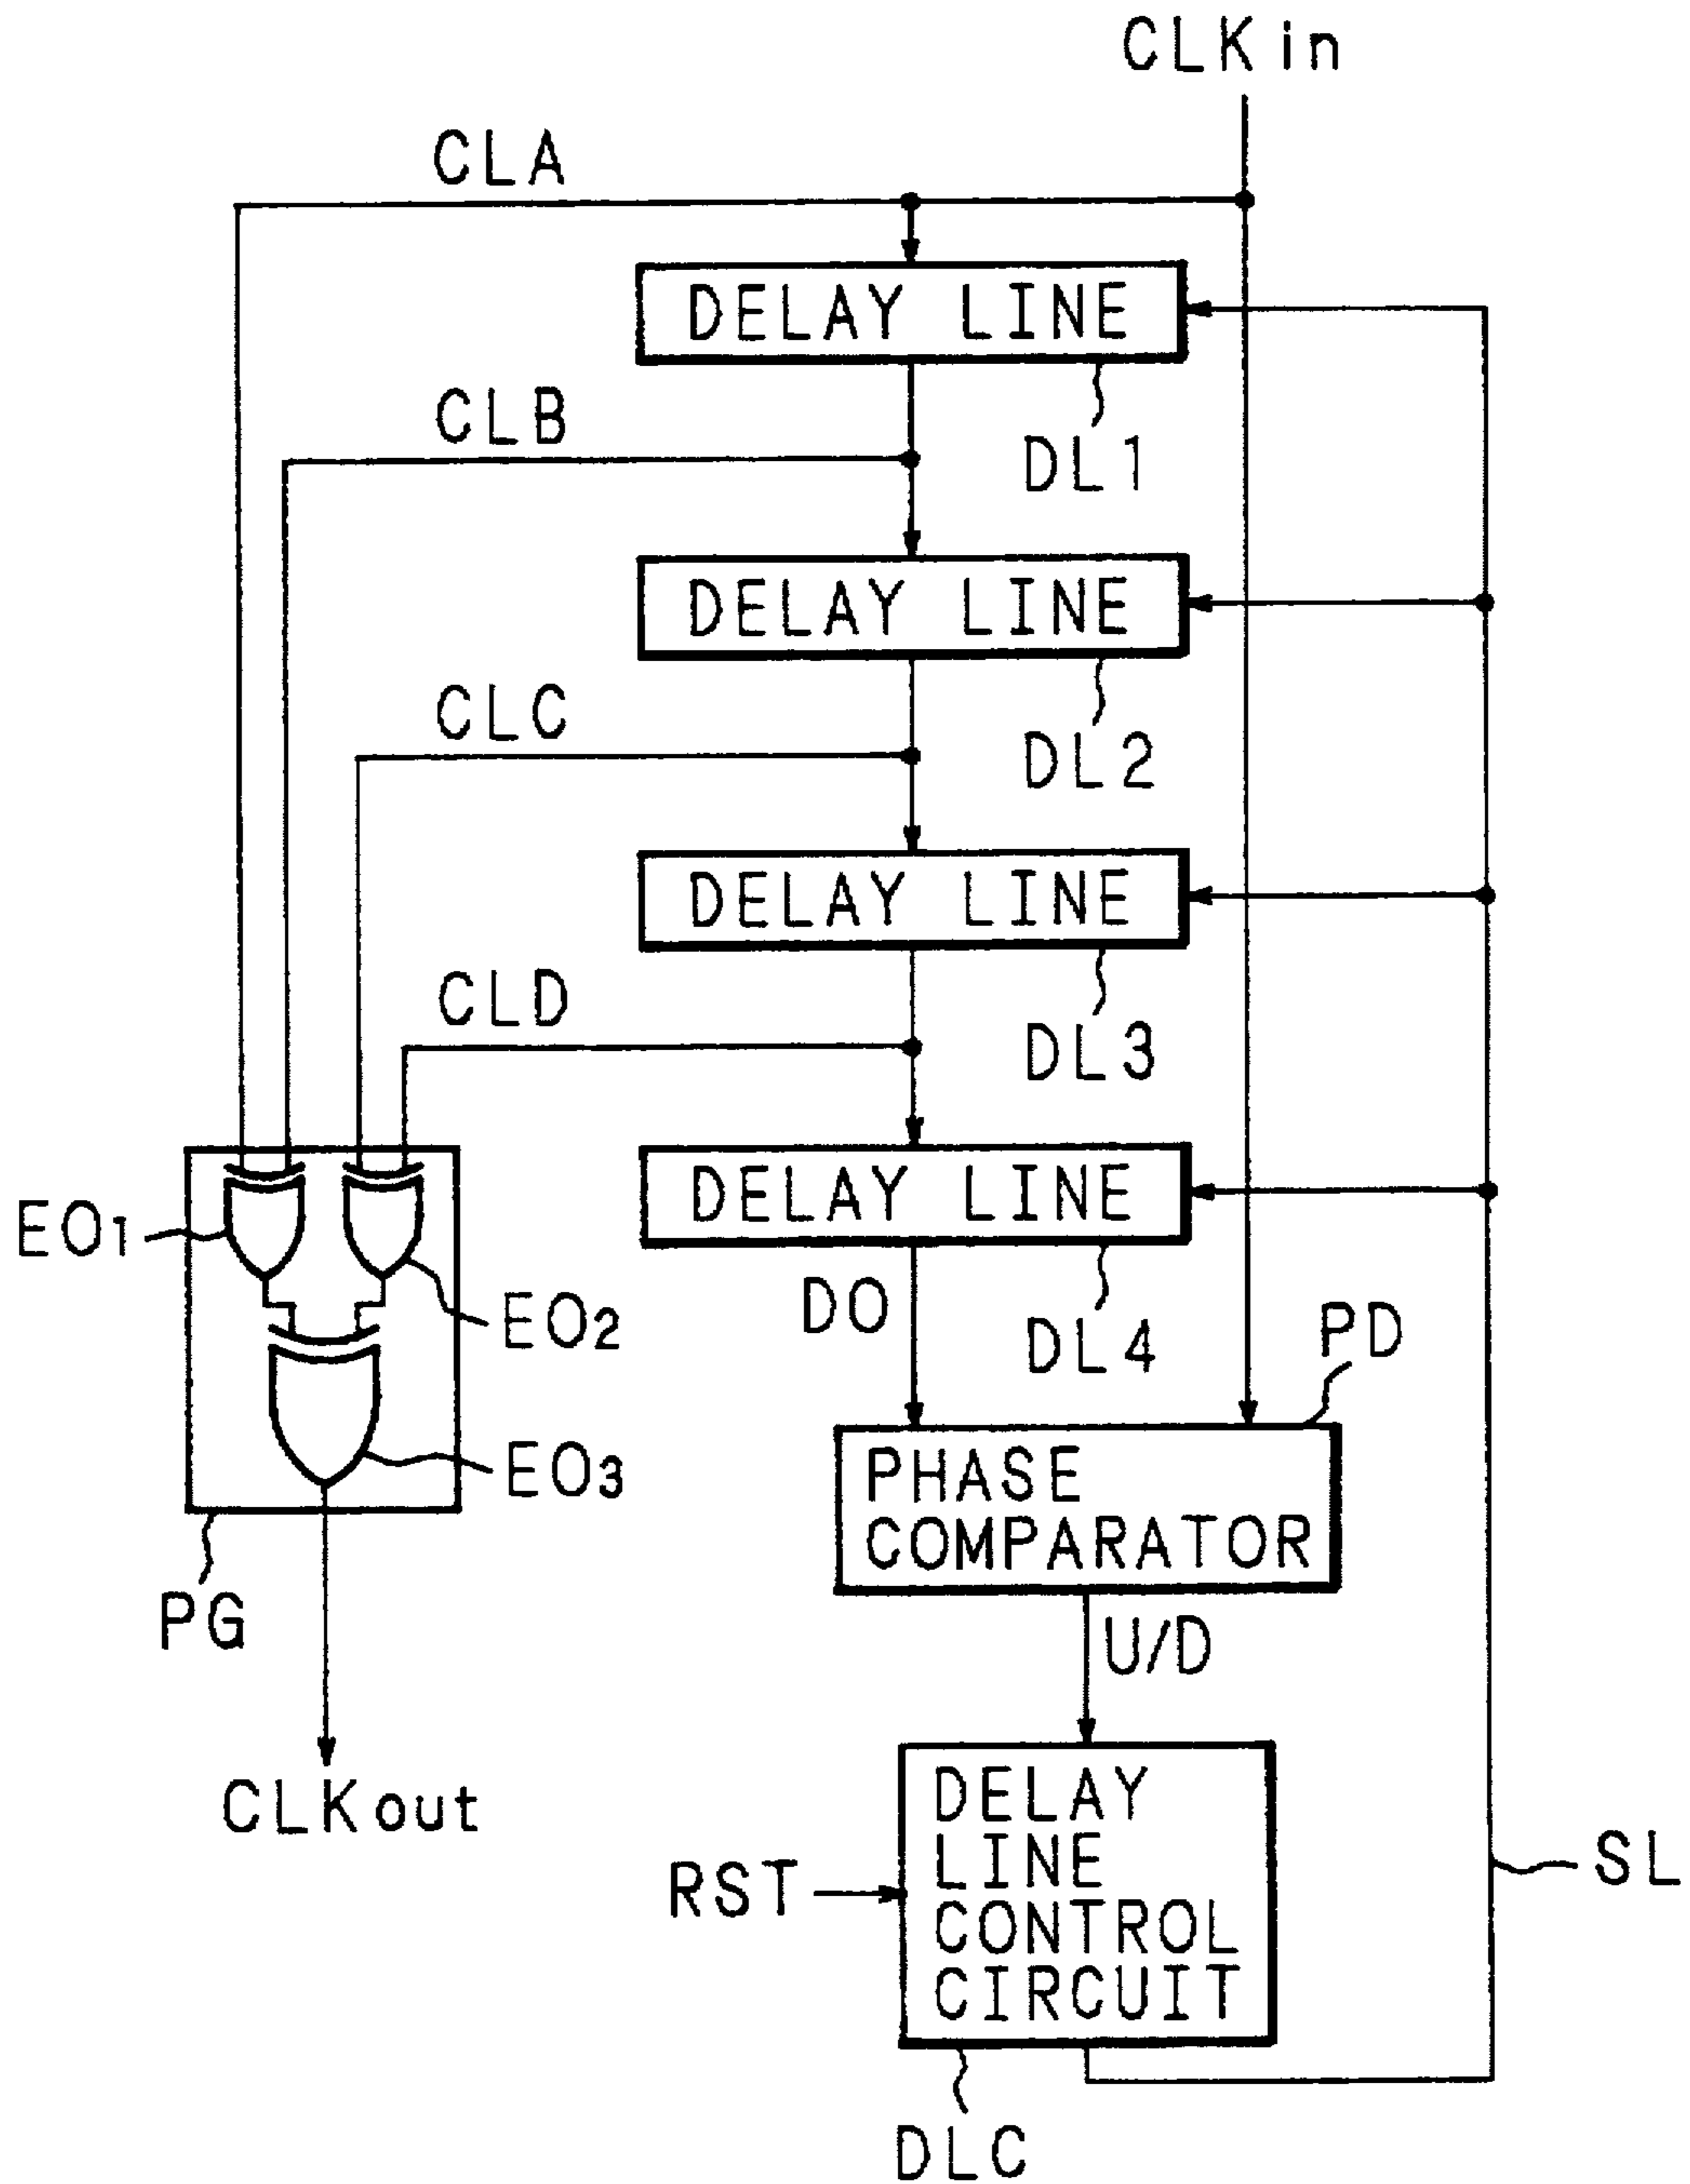 CLKin
CLA
DELAY LINE
CLB
DL1
DELAY LINE
CLC
DL2
DELAY LINE
CLD
DL3
DELAY LINE
EO1
EO2
DO
DL4
PD
EO3
PHASE
COMPARATOR
PG
U/D
CLKout
DELAY
LINE
CONTROL
CIRCUIT
RST
SL
DLC